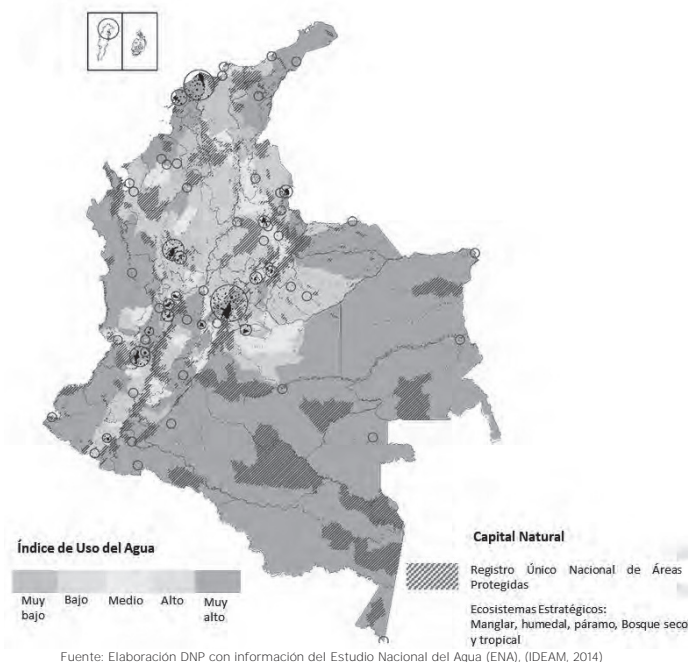 Índice de Uso del Agua
Muy bajo
Bajo
Medio
Alto
Muy alto
Capital Natural
Registro Único Nacional de Áreas
Protegidas
Ecosistemas Estratégicos:
Manglar, humedal, páramo, Bosque seco
y tropical
Fuente: Elaboración DNP con información del Estudio Nacional del Agua (ENA), (IDEAM, 2014)